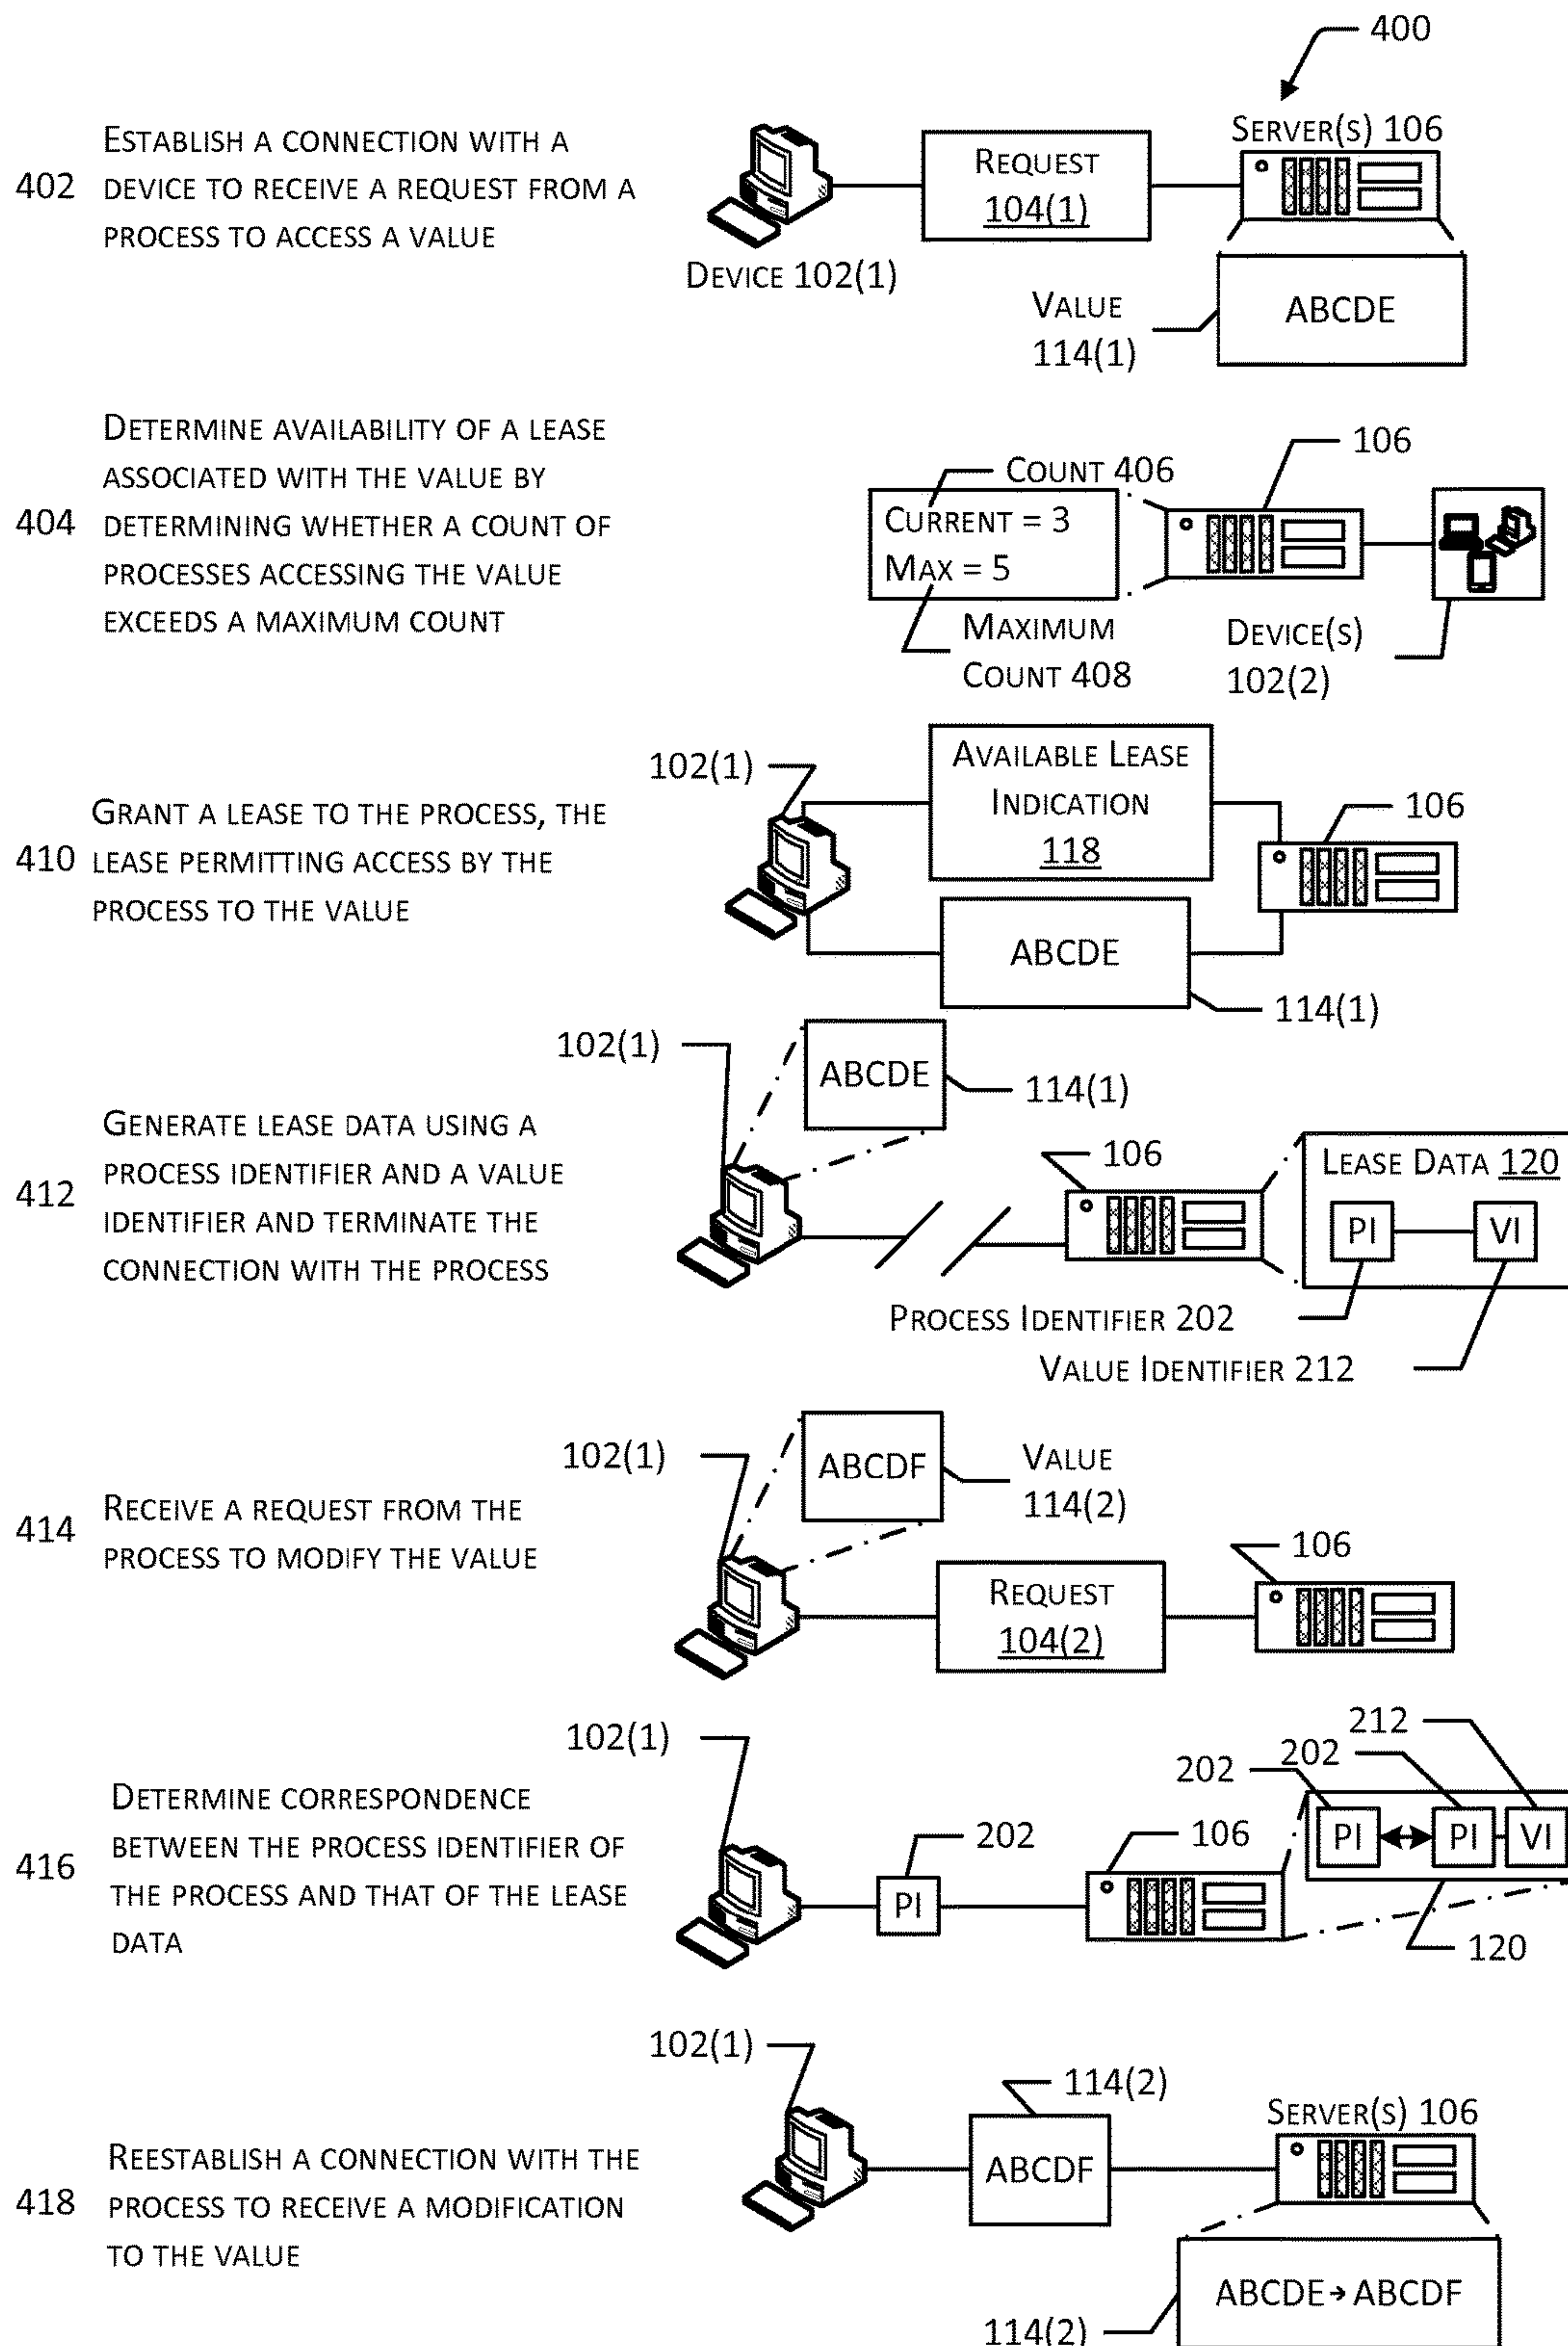 400
402
ESTABLISH A CONNECTION WITH A
DEVICE TO RECEIVE A REQUEST FROM A
PROCESS TO ACCESS A VALUE
DEVICE 102(1)
REQUEST
104(1)
SERVER(S) 106
VALUE
114(1)
ABCDE
404
DETERMINE AVAILABILITY OF A LEASE
ASSOCIATED WITH THE VALUE BY
DETERMINING WHETHER A COUNT OF
PROCESSES ACCESSING THE VALUE
EXCEEDS A MAXIMUM COUNT
COUNT 406
CURRENT = 3
MAX = 5
MAXIMUM
COUNT 408
106
DEVICE(S)
102(2)
410
GRANT A LEASE TO THE PROCESS, THE
LEASE PERMITTING ACCESS BY THE
PROCESS TO THE VALUE
102(1)
AVAILABLE LEASE
INDICATION
118
106
ABCDE
114(1)
412
GENERATE LEASE DATA USING A
PROCESS IDENTIFIER AND A VALUE
IDENTIFIER AND TERMINATE THE
CONNECTION WITH THE PROCESS
102(1)
ABCDE
114(1)
106
LEASE DATA 120
PI
VI
PROCESS IDENTIFIER 202
VALUE IDENTIFIER 212
414
RECEIVE A REQUEST FROM THE
PROCESS TO MODIFY THE VALUE
102(1)
ABCDF
VALUE
114(2)
REQUEST
104(2)
106
416
DETERMINE CORRESPONDENCE
BETWEEN THE PROCESS IDENTIFIER OF
THE PROCESS AND THAT OF THE LEASE
DATA
102(1)
PI
202
106
212
202
202
PI
PI
VI
120
418
REESTABLISH A CONNECTION WITH THE
PROCESS TO RECEIVE A MODIFICATION
TO THE VALUE
102(1)
114(2)
ABCDF
SERVER(S) 106
ABCDE→ABCDF
114(2)